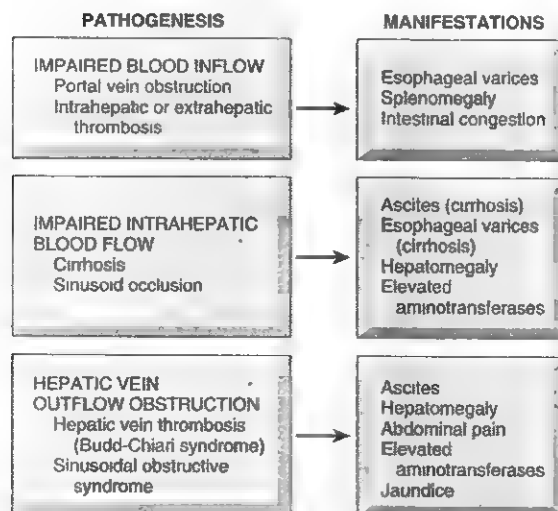 PATHOGENESIS
MANIFESTATIONS
IMPAIRED BLOOD INFLOW
Portal vein obstruction
Intrahepatic or extrahepatic
thrombosis
Esophageal varices
Splenomegaly
Intestinal congestion
IMPAIRED INTRAHEPATIC
BLOOD FLOW
Cirrhosis
Sinusoid occlusion
Ascites (cirrhosis)
Esophageal varices
(cirrhosis)
Hepatomegaly
Elevated
aminotransferases
HEPATIC VEIN
OUTFLOW OBSTRUCTION
Hepatic vein thrombosis
(Budd-Chiari syndrome)
Sinusoidal obstructive
syndrome
Ascites
Hepatomegaly
Abdominal pain
Elevated
aminotransferases
Jaundice